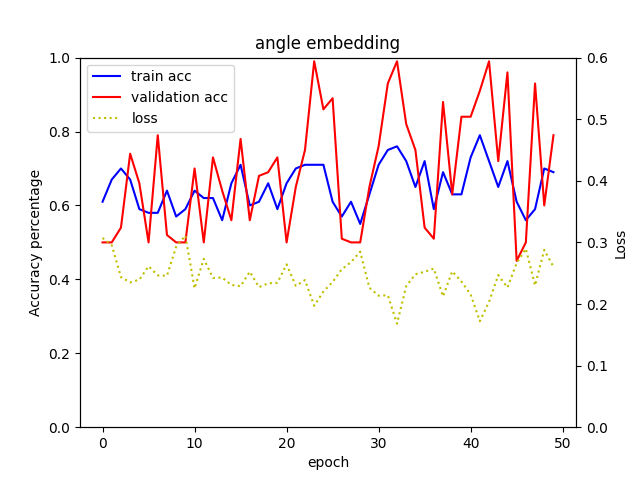 angle embedding
train acc
validation acc
loss
Accuracy percentage
1.0
0.8
0.6
0.4
0.2
0.0
0.6
0.5
0.4
0.3
0.2
0.1
0.0
Loss
0 10 20 30 40 50
epoch